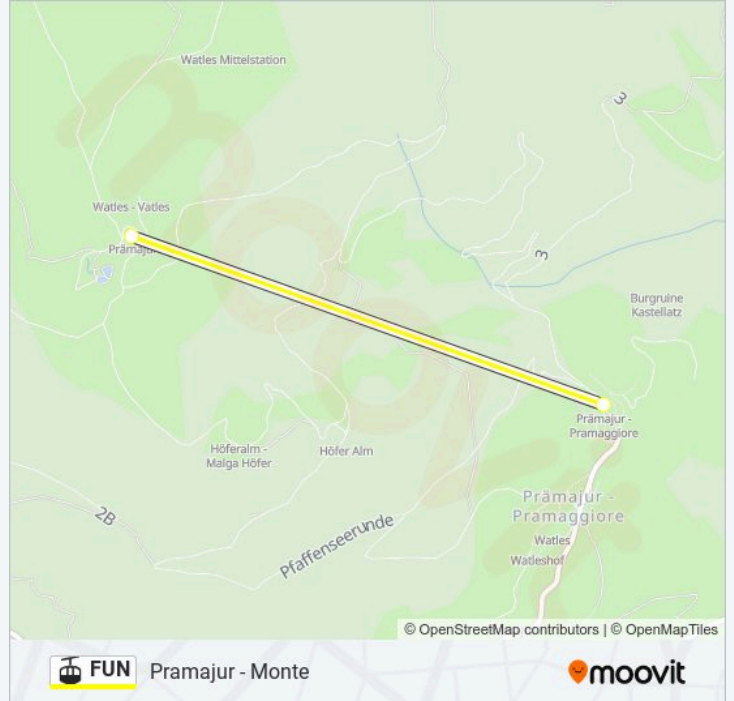 Watles Mittelstation
3
Watles - Vatles
Prämajur
3
Burgruine
Kastellatz
Prämajur -
Pramaggiore
Höferalm -
Malga Höfer
Höfer Alm
Prämajur -
Pramaggiore
2B
Pfaffenseerunde
Watles
Watleshof
© OpenStreetMap contributors | © OpenMapTiles
FUN Pramajur - Monte
moovit